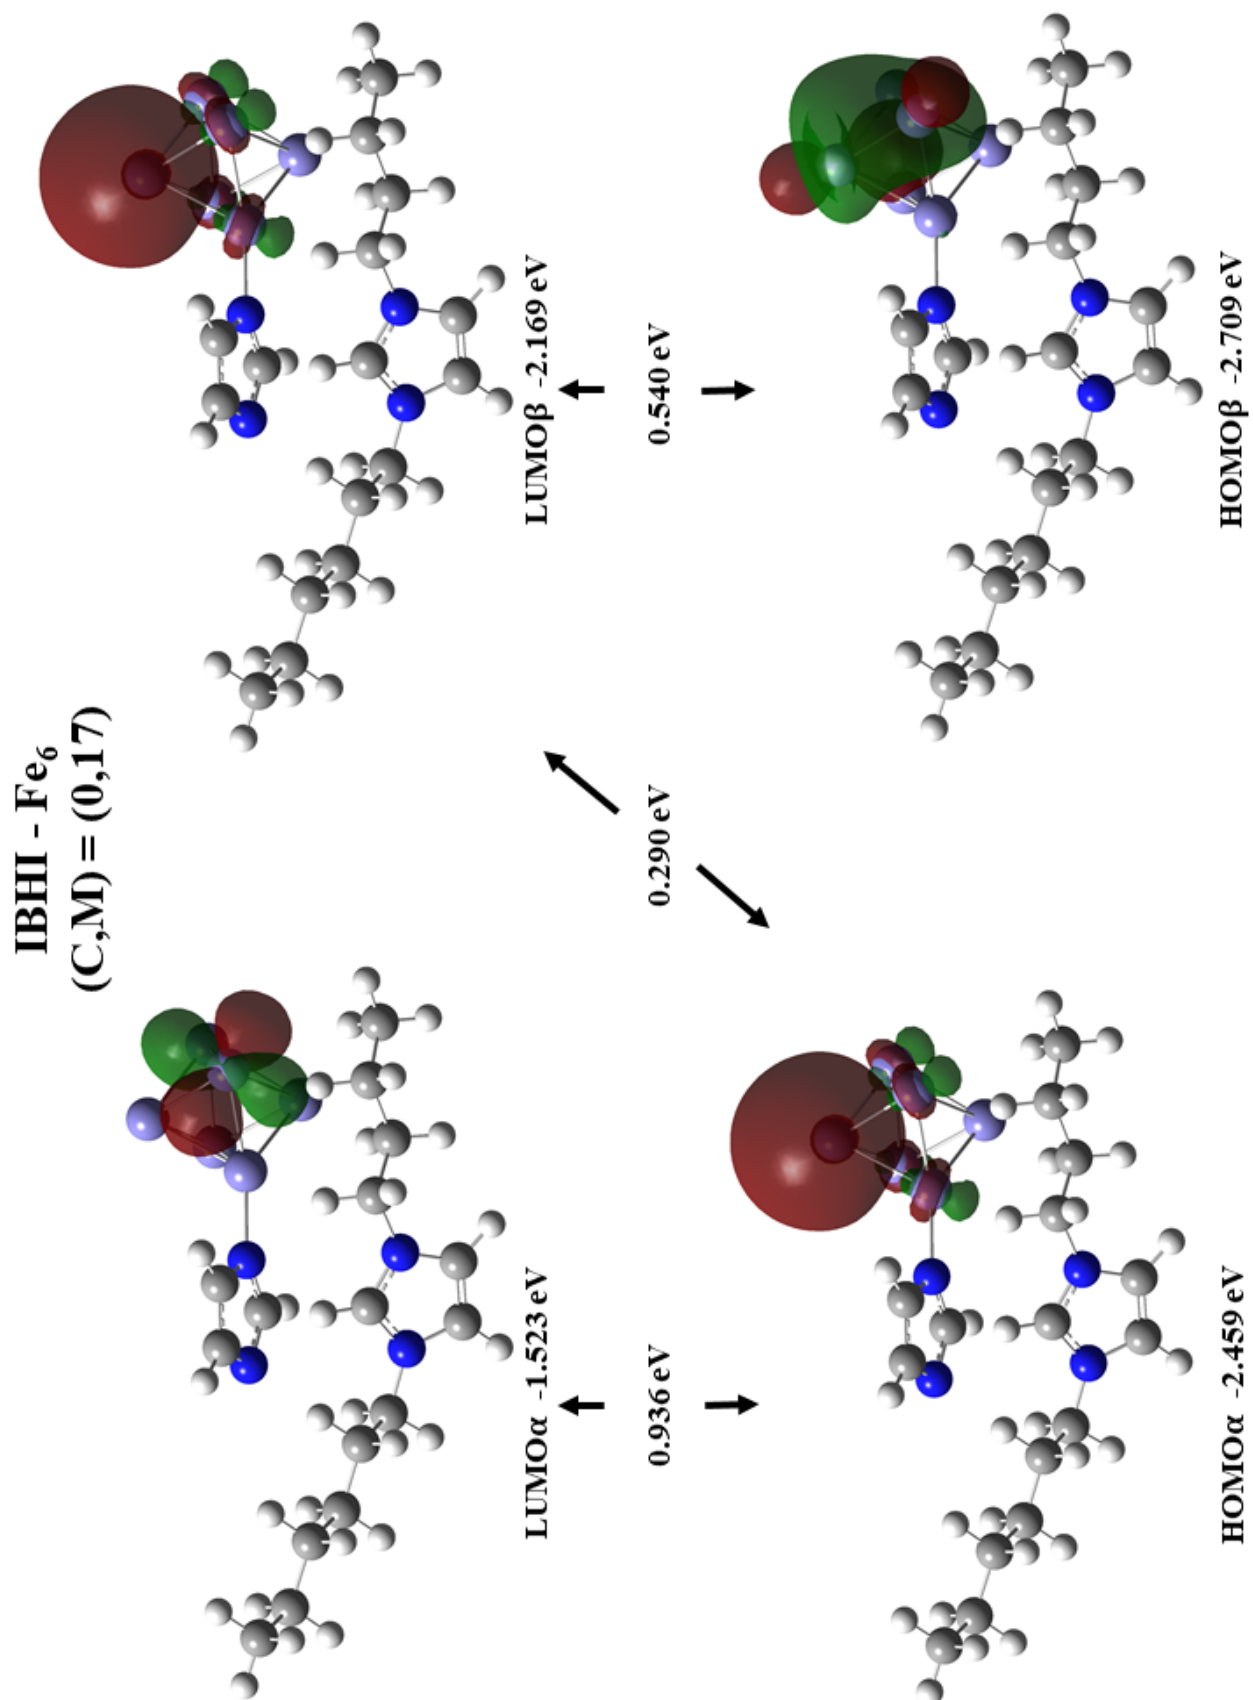 IBHI - Fe₆
(C,M) = (0,17)
LUMOα -1.523 eV
LUMOβ -2.169 eV
0.936 eV
0.290 eV
0.540 eV
HOMOα -2.459 eV
HOMOβ -2.709 eV